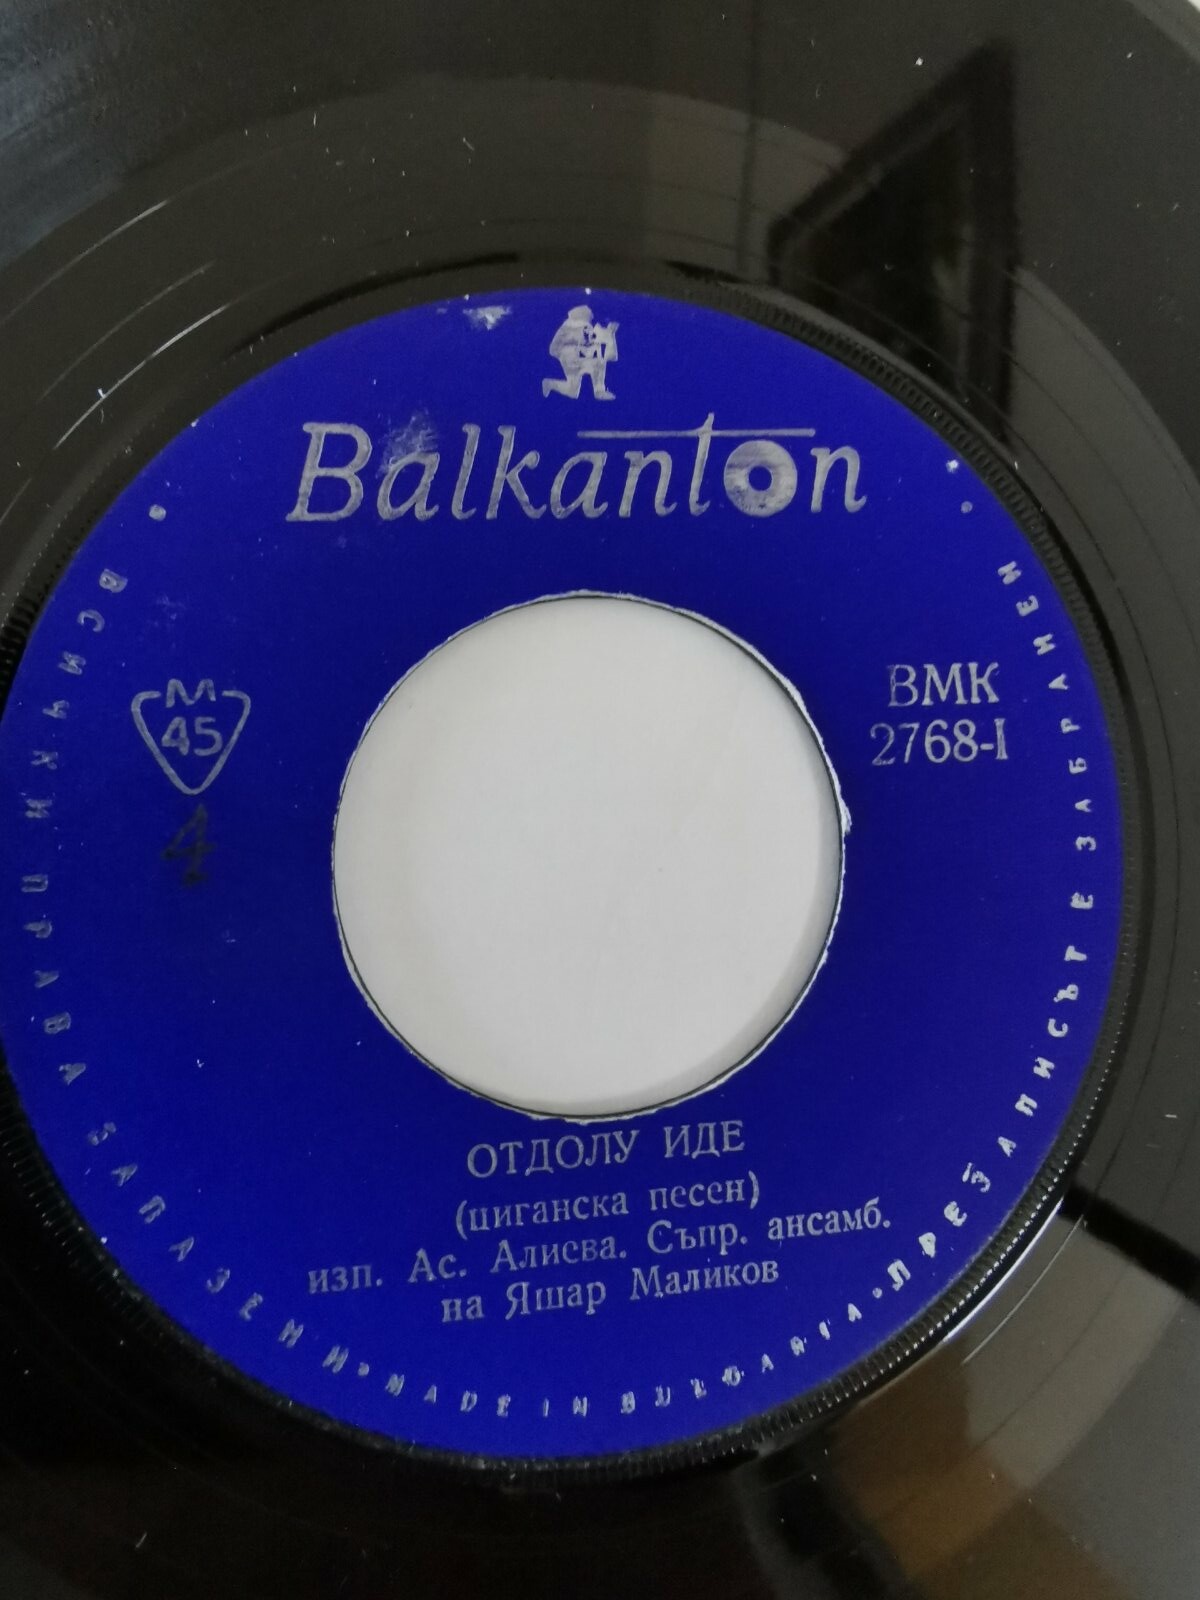 Balkanton
М
45
4
ВМК
2768-I
ОТДОЛУ ИДЕ
(циганска песен)
изп. Ас. Алиева. Съпр. ансамб.
на Яшар Маликов
ВСИЧКИ ПРАВА ЗАПАЗЕНИ • MADE IN BULGARIA • ПРЕЗАПИСЪТ Е ЗАБРАНЕН